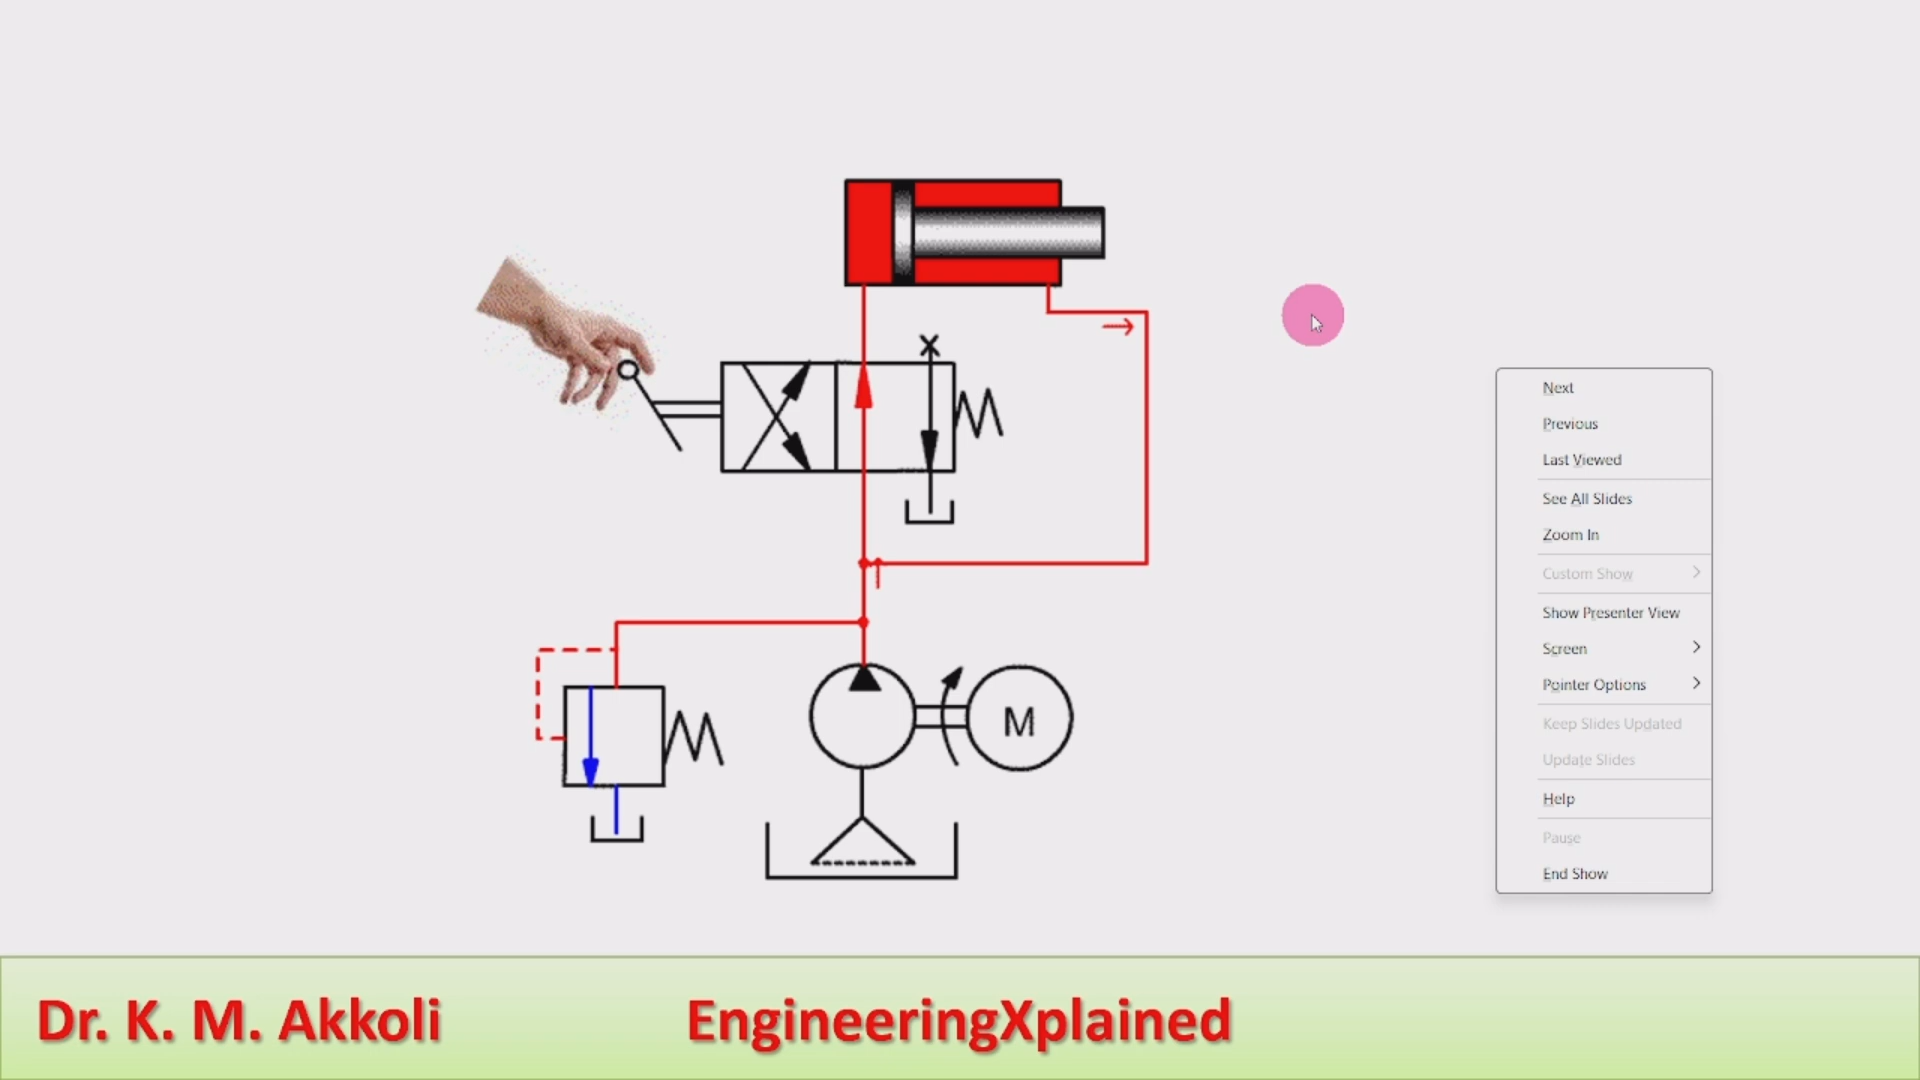 X
M
Next
Previous
Last Viewed
See All Slides
Zoom In
Custom Show
Show Presenter View
Screen
Pointer Options
Keep Slides Updated
Update Slides
Help
Pause
End Show
Dr. K. M. Akkoli EngineeringXplained